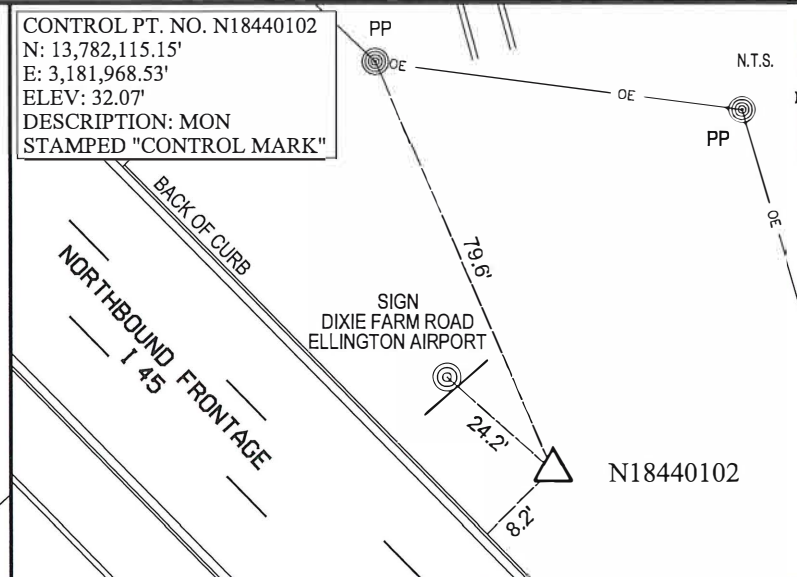 CONTROL PT. NO. N18440102
N: 13,782,115.15'
E: 3,181,968.53'
ELEV: 32.07'
DESCRIPTION: MON
STAMPED "CONTROL MARK"
PP
OE
OE
N.T.S.
PP
OE
BACK OF CURB
79.6'
NORTHBOUND FRONTAGE
I 45
SIGN
DIXIE FARM ROAD
ELLINGTON AIRPORT
24.2'
8.2'
N18440102